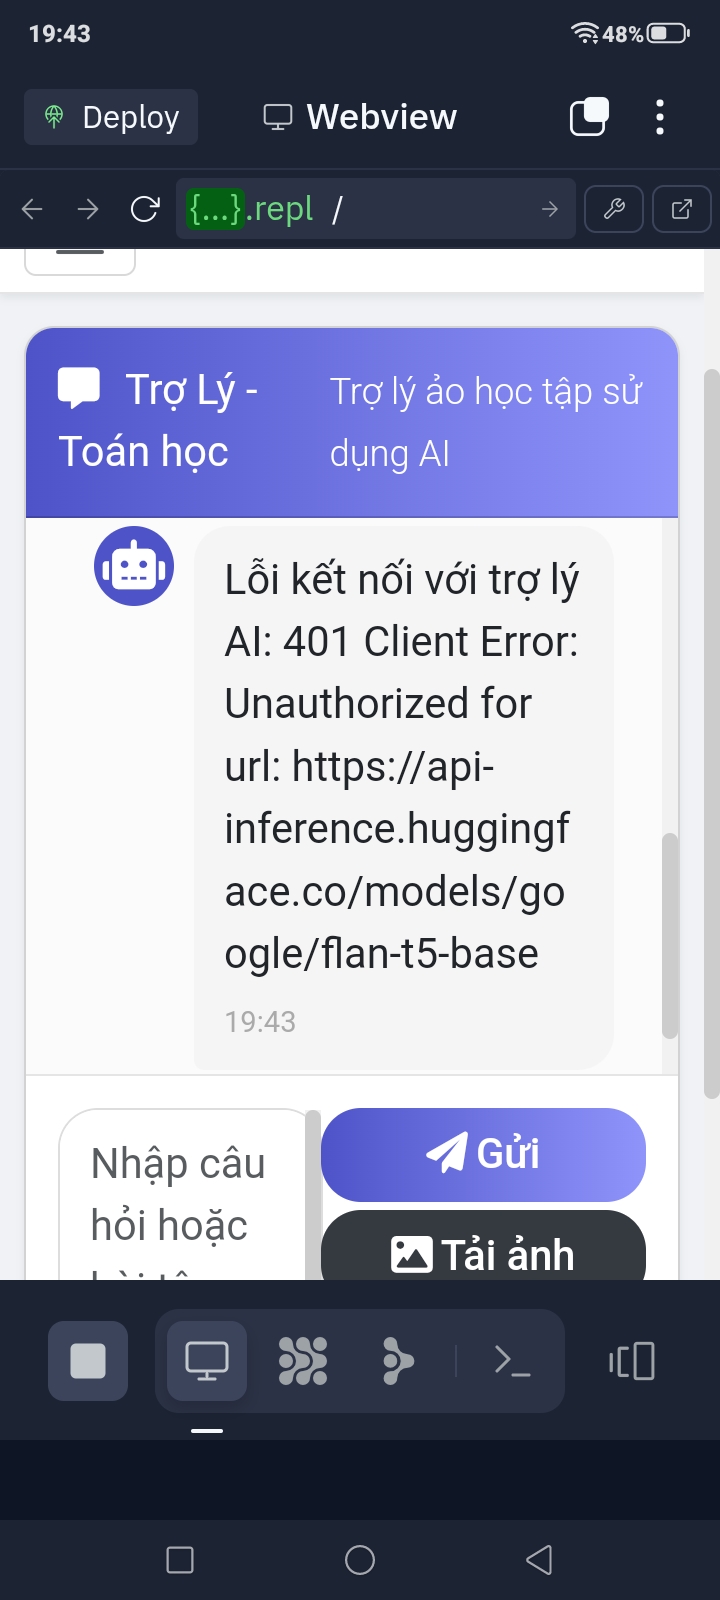 19:43
48%
Deploy
Webview
{...}.repl /
Trợ Lý - Toán học
Trợ lý ảo học tập sử dụng AI
Lỗi kết nối với trợ lý
AI: 401 Client Error:
Unauthorized for
url: https://api-
inference.huggingf
ace.co/models/go
ogle/flan-t5-base
19:43
Nhập câu
hỏi hoặc
Gửi
Tải ảnh